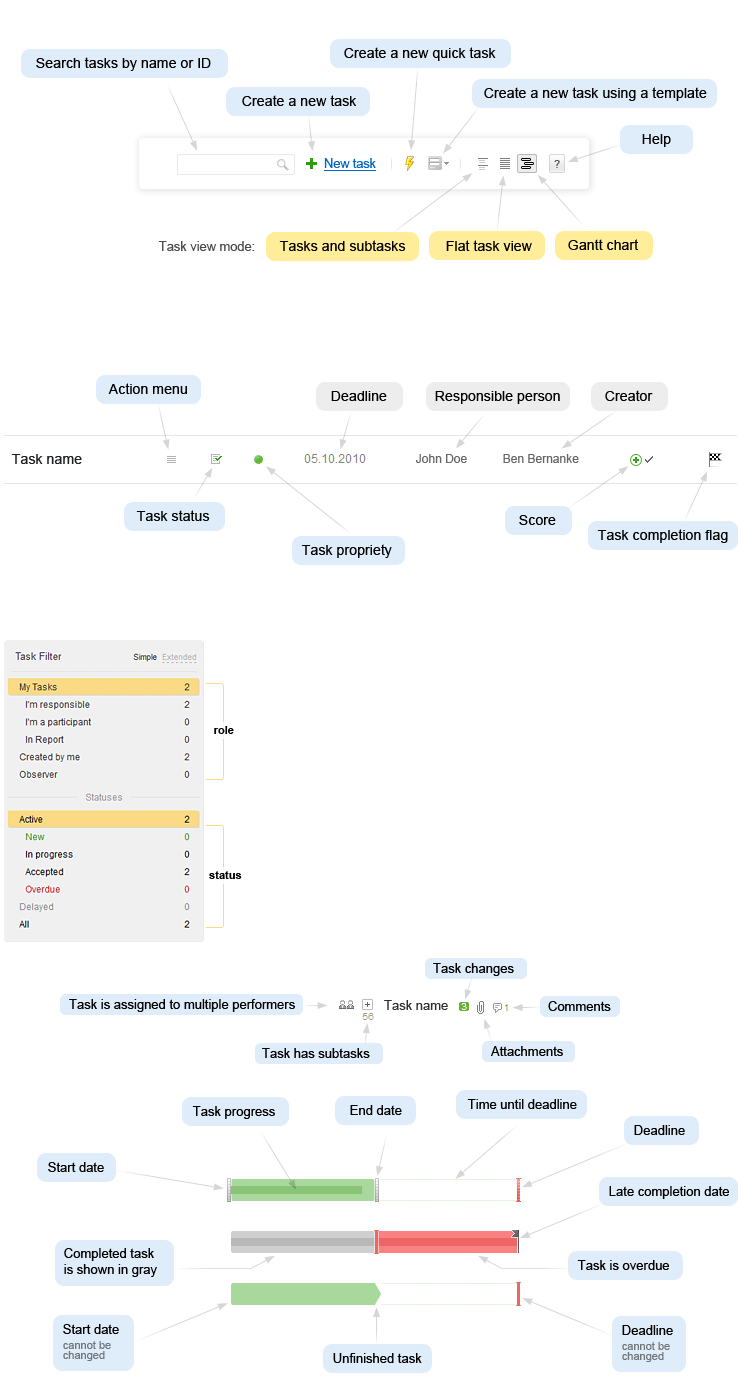 Create a new quick task
Search tasks by name or ID
Create a new task using a template
Create a new task
Help
New task
?
Task view mode:
Tasks and subtasks
Flat task view
Gantt chart
Action menu
Deadline
Responsible person
Creator
Task name
05.10.2010
John Doe
Ben Bernanke
Task status
Score
Task completion flag
Task propriety
Task Filter
Simple
Extended
My Tasks 2
I'm responsible 2
I'm a participant 0
In Report 0
Created by me 2
Observer 0
role
Statuses
Active 2
New 0
In progress 0
Accepted 2
Overdue 0
Delayed 0
All 2
status
Task changes
Task is assigned to multiple performers
Task name
3
1
Comments
56
Task has subtasks
Attachments
Task progress
End date
Time until deadline
Deadline
Start date
Late completion date
Completed task
is shown in gray
Task is overdue
Start date
cannot be
changed
Unfinished task
Deadline
cannot be
changed